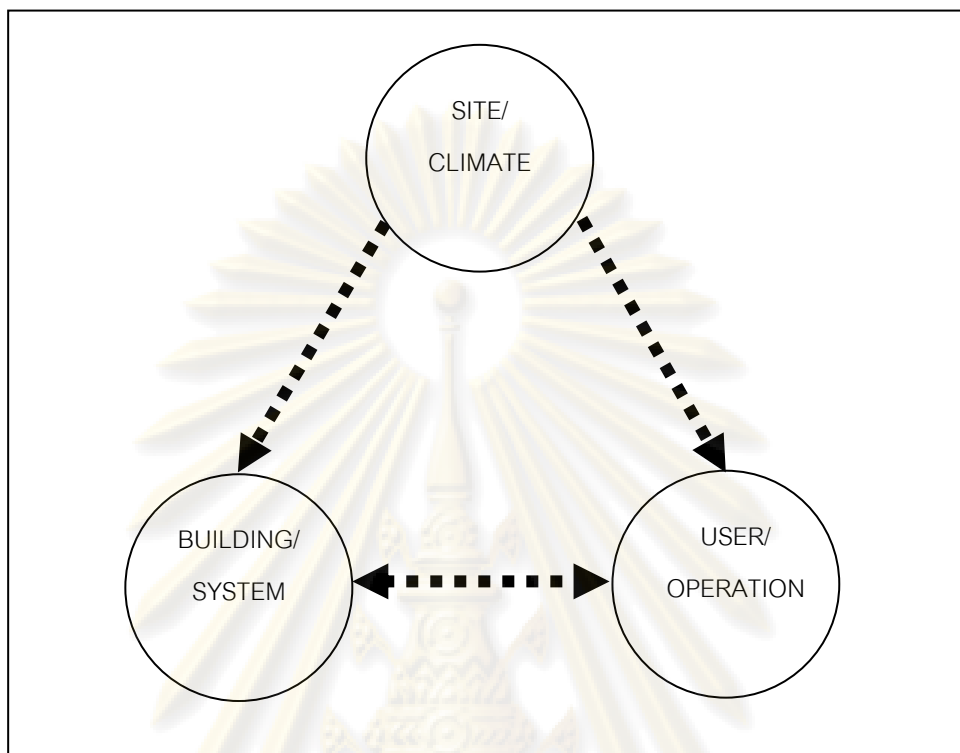 SITE/
CLIMATE
BUILDING/
SYSTEM
USER/
OPERATION